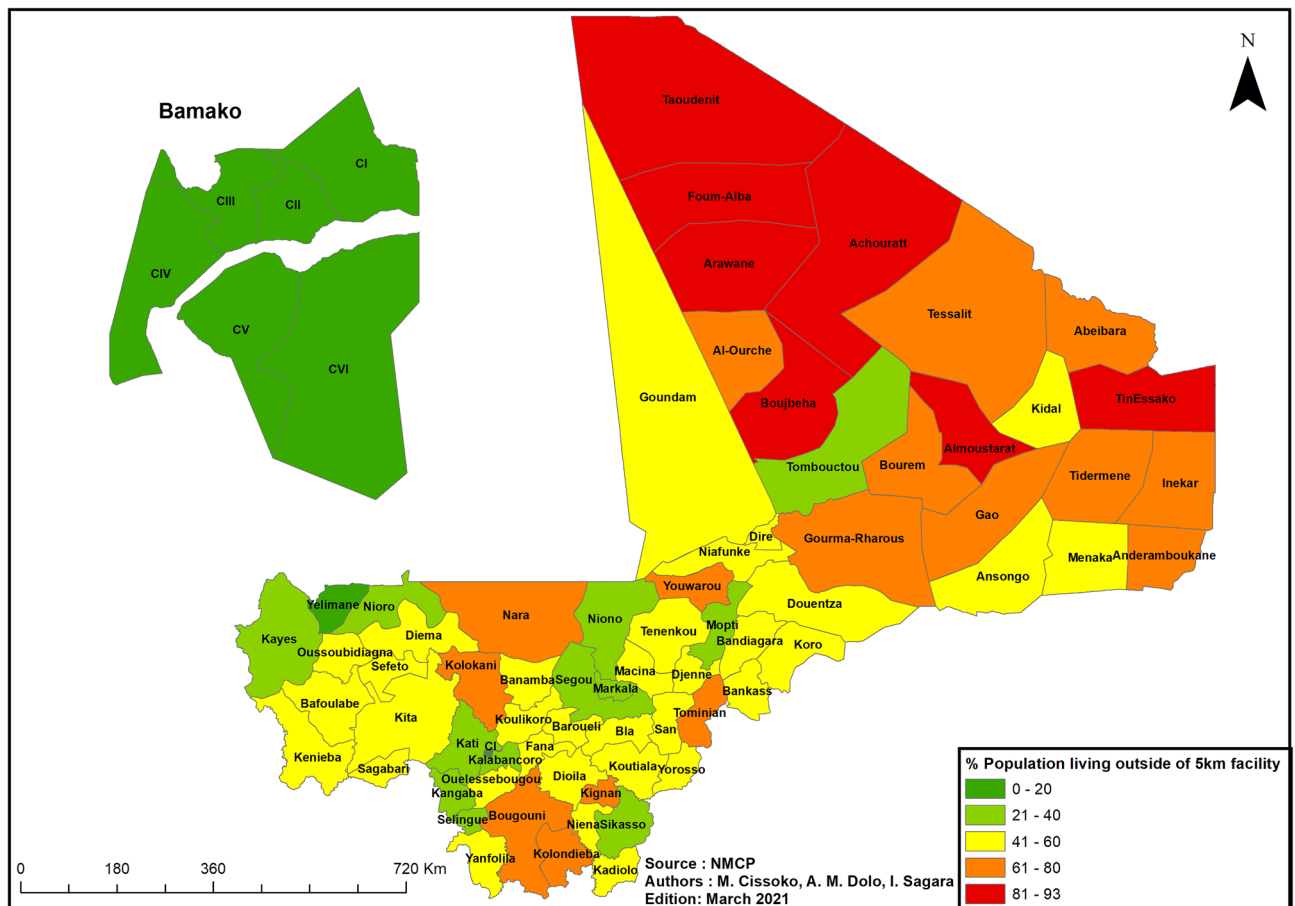 N
Bamako
Taoudenit
CI
CIII
CII
Foum-Alba
Achouratt
Arawane
CIV
Tessalit
CV
Abeibara
Al-Ourche
CVI
Goundam
Boujbeha
Kidal
TinEssako
Almoustarat
Tombouctou
Bourem
Tidermene
Inekar
Gao
Dire
Gourma-Rharous
Niafunke
Menaka
Anderamboukane
Ansongo
Youwarou
Yelimane
Nioro
Nara
Niono
Douentza
Kayes
Diema
Tenenkou
Mopti
Bandiagara
Koro
Oussoubidiagna
Sefeto
Kolokani
Banamba
Segou
Macina
Djenne
Markala
Bankass
Bafoulabe
Kita
Koulikoro
Baroueli
Bla
San
Tominian
Kati
CI
Fana
Kenieba
Sagabari
Kalabancoro
Koutiala
Yorosso
Ouelessebougou
Dioila
Kangaba
Kignan
Selingue
Bougouni
Niena
Sikasso
Yanfolila
Kolondieba
Kadiolo
0 180 360 720 Km
Source : NMCP
Authors : M. Cissoko, A. M. Dolo, I. Sagara
Edition: March 2021
% Population living outside of 5km facility
0 - 20
21 - 40
41 - 60
61 - 80
81 - 93